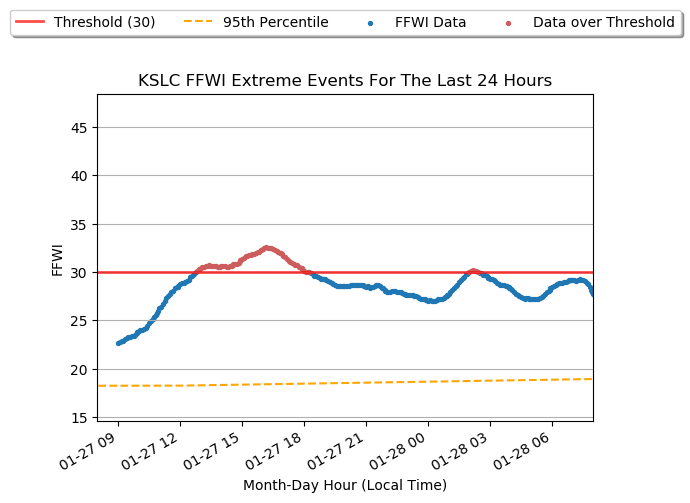 Threshold (30) 95th Percentile FFWI Data Data over Threshold
KSLC FFWI Extreme Events For The Last 24 Hours
45
40
35
30
25
20
15
FFWI
01-27 09 01-27 12 01-27 15 01-27 18 01-27 21 01-28 00 01-28 03 01-28 06
Month-Day Hour (Local Time)